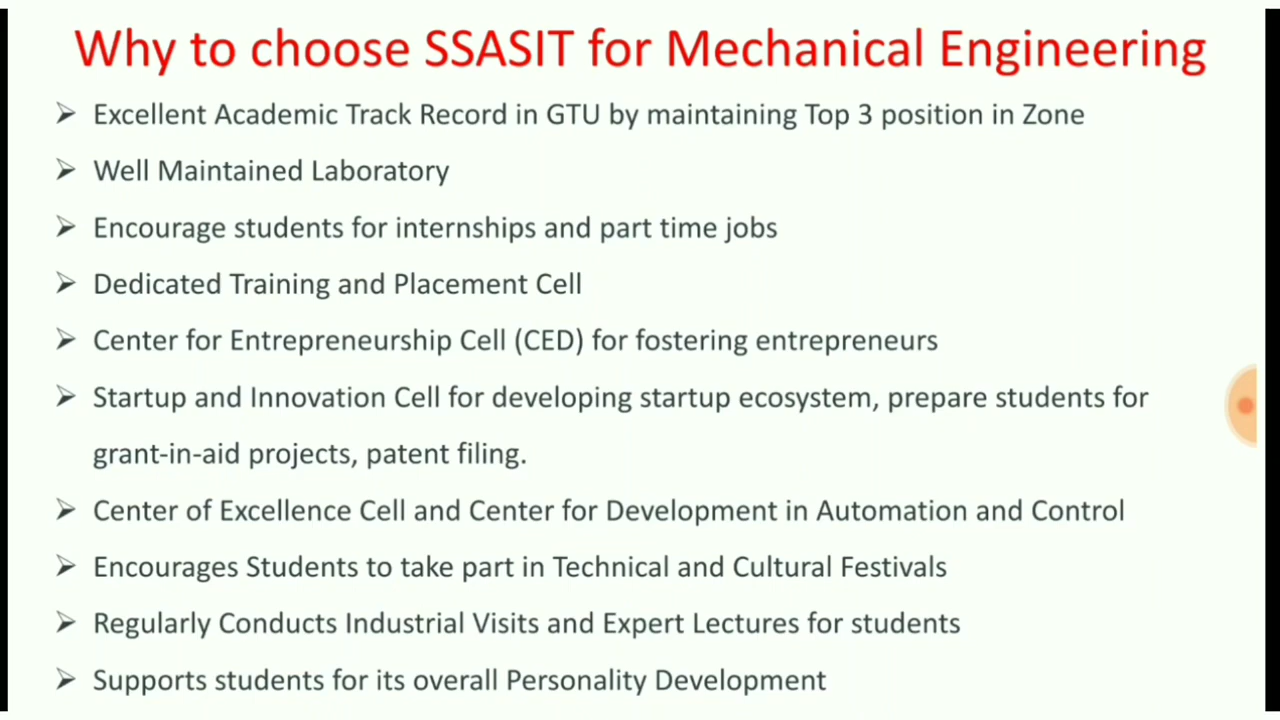 Why to choose SSASIT for Mechanical Engineering
➢ Excellent Academic Track Record in GTU by maintaining Top 3 position in Zone
➢ Well Maintained Laboratory
➢ Encourage students for internships and part time jobs
➢ Dedicated Training and Placement Cell
➢ Center for Entrepreneurship Cell (CED) for fostering entrepreneurs
➢ Startup and Innovation Cell for developing startup ecosystem, prepare students for
grant-in-aid projects, patent filing.
➢ Center of Excellence Cell and Center for Development in Automation and Control
➢ Encourages Students to take part in Technical and Cultural Festivals
➢ Regularly Conducts Industrial Visits and Expert Lectures for students
➢ Supports students for its overall Personality Development